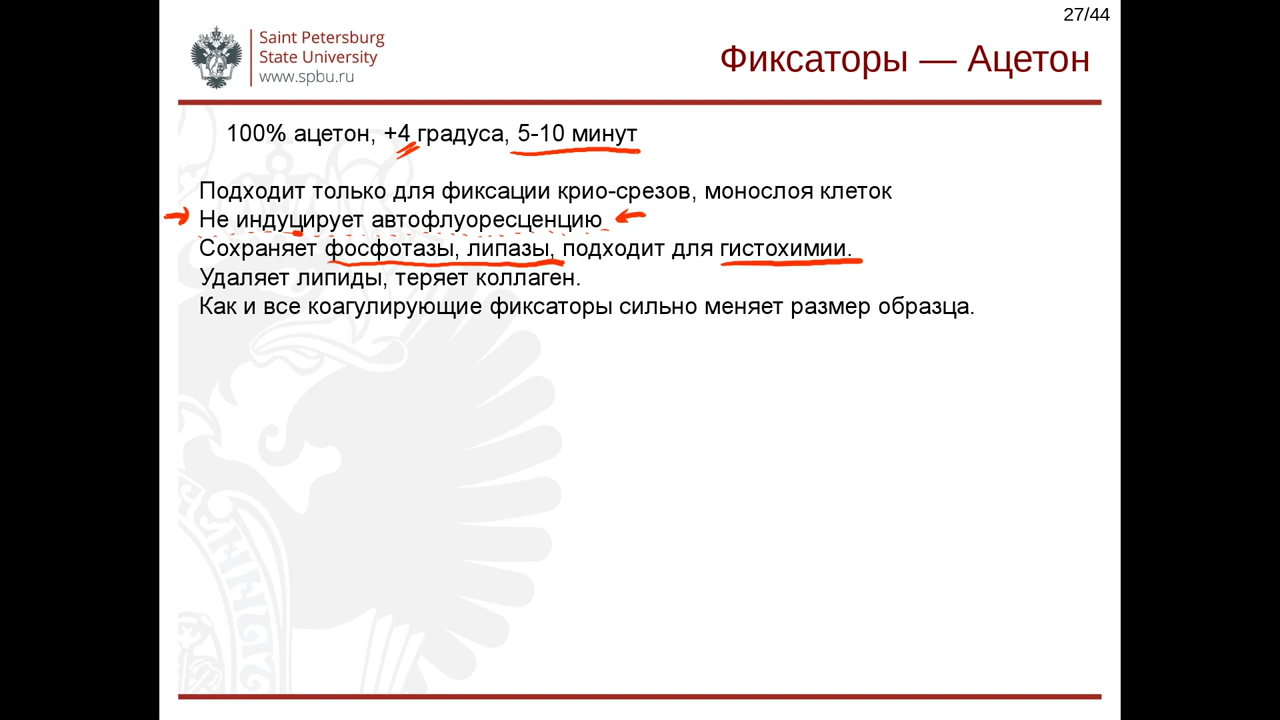 27/44
Saint Petersburg
State University
www.spbu.ru
Фиксаторы — Ацетон
100% ацетон, +4 градуса, 5-10 минут
Подходит только для фиксации крио-срезов, монослоя клеток
Не индуцирует автофлуоресценцию
Сохраняет фосфотазы, липазы, подходит для гистохимии.
Удаляет липиды, теряет коллаген.
Как и все коагулирующие фиксаторы сильно меняет размер образца.